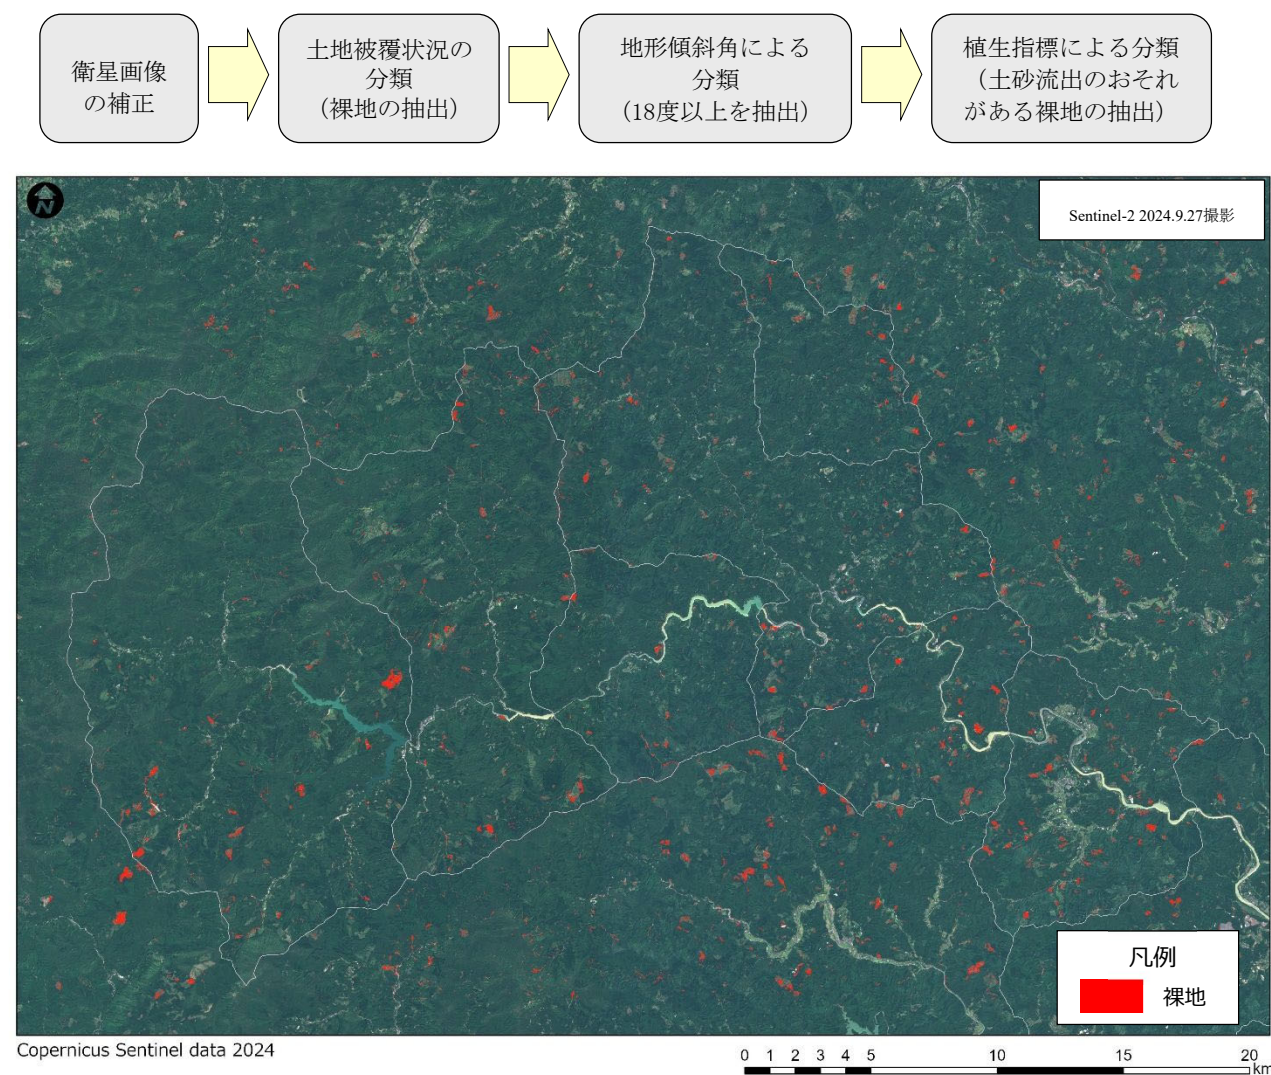 衛星画像
の補正
土地被覆状況の
分類
（裸地の抽出）
地形傾斜角による
分類
（18度以上を抽出）
植生指標による分類
（土砂流出のおそれ
がある裸地の抽出）
N
Sentinel-2 2024.9.27撮影
凡例
裸地
Copernicus Sentinel data 2024
0 1 2 3 4 5 10 15 20
km